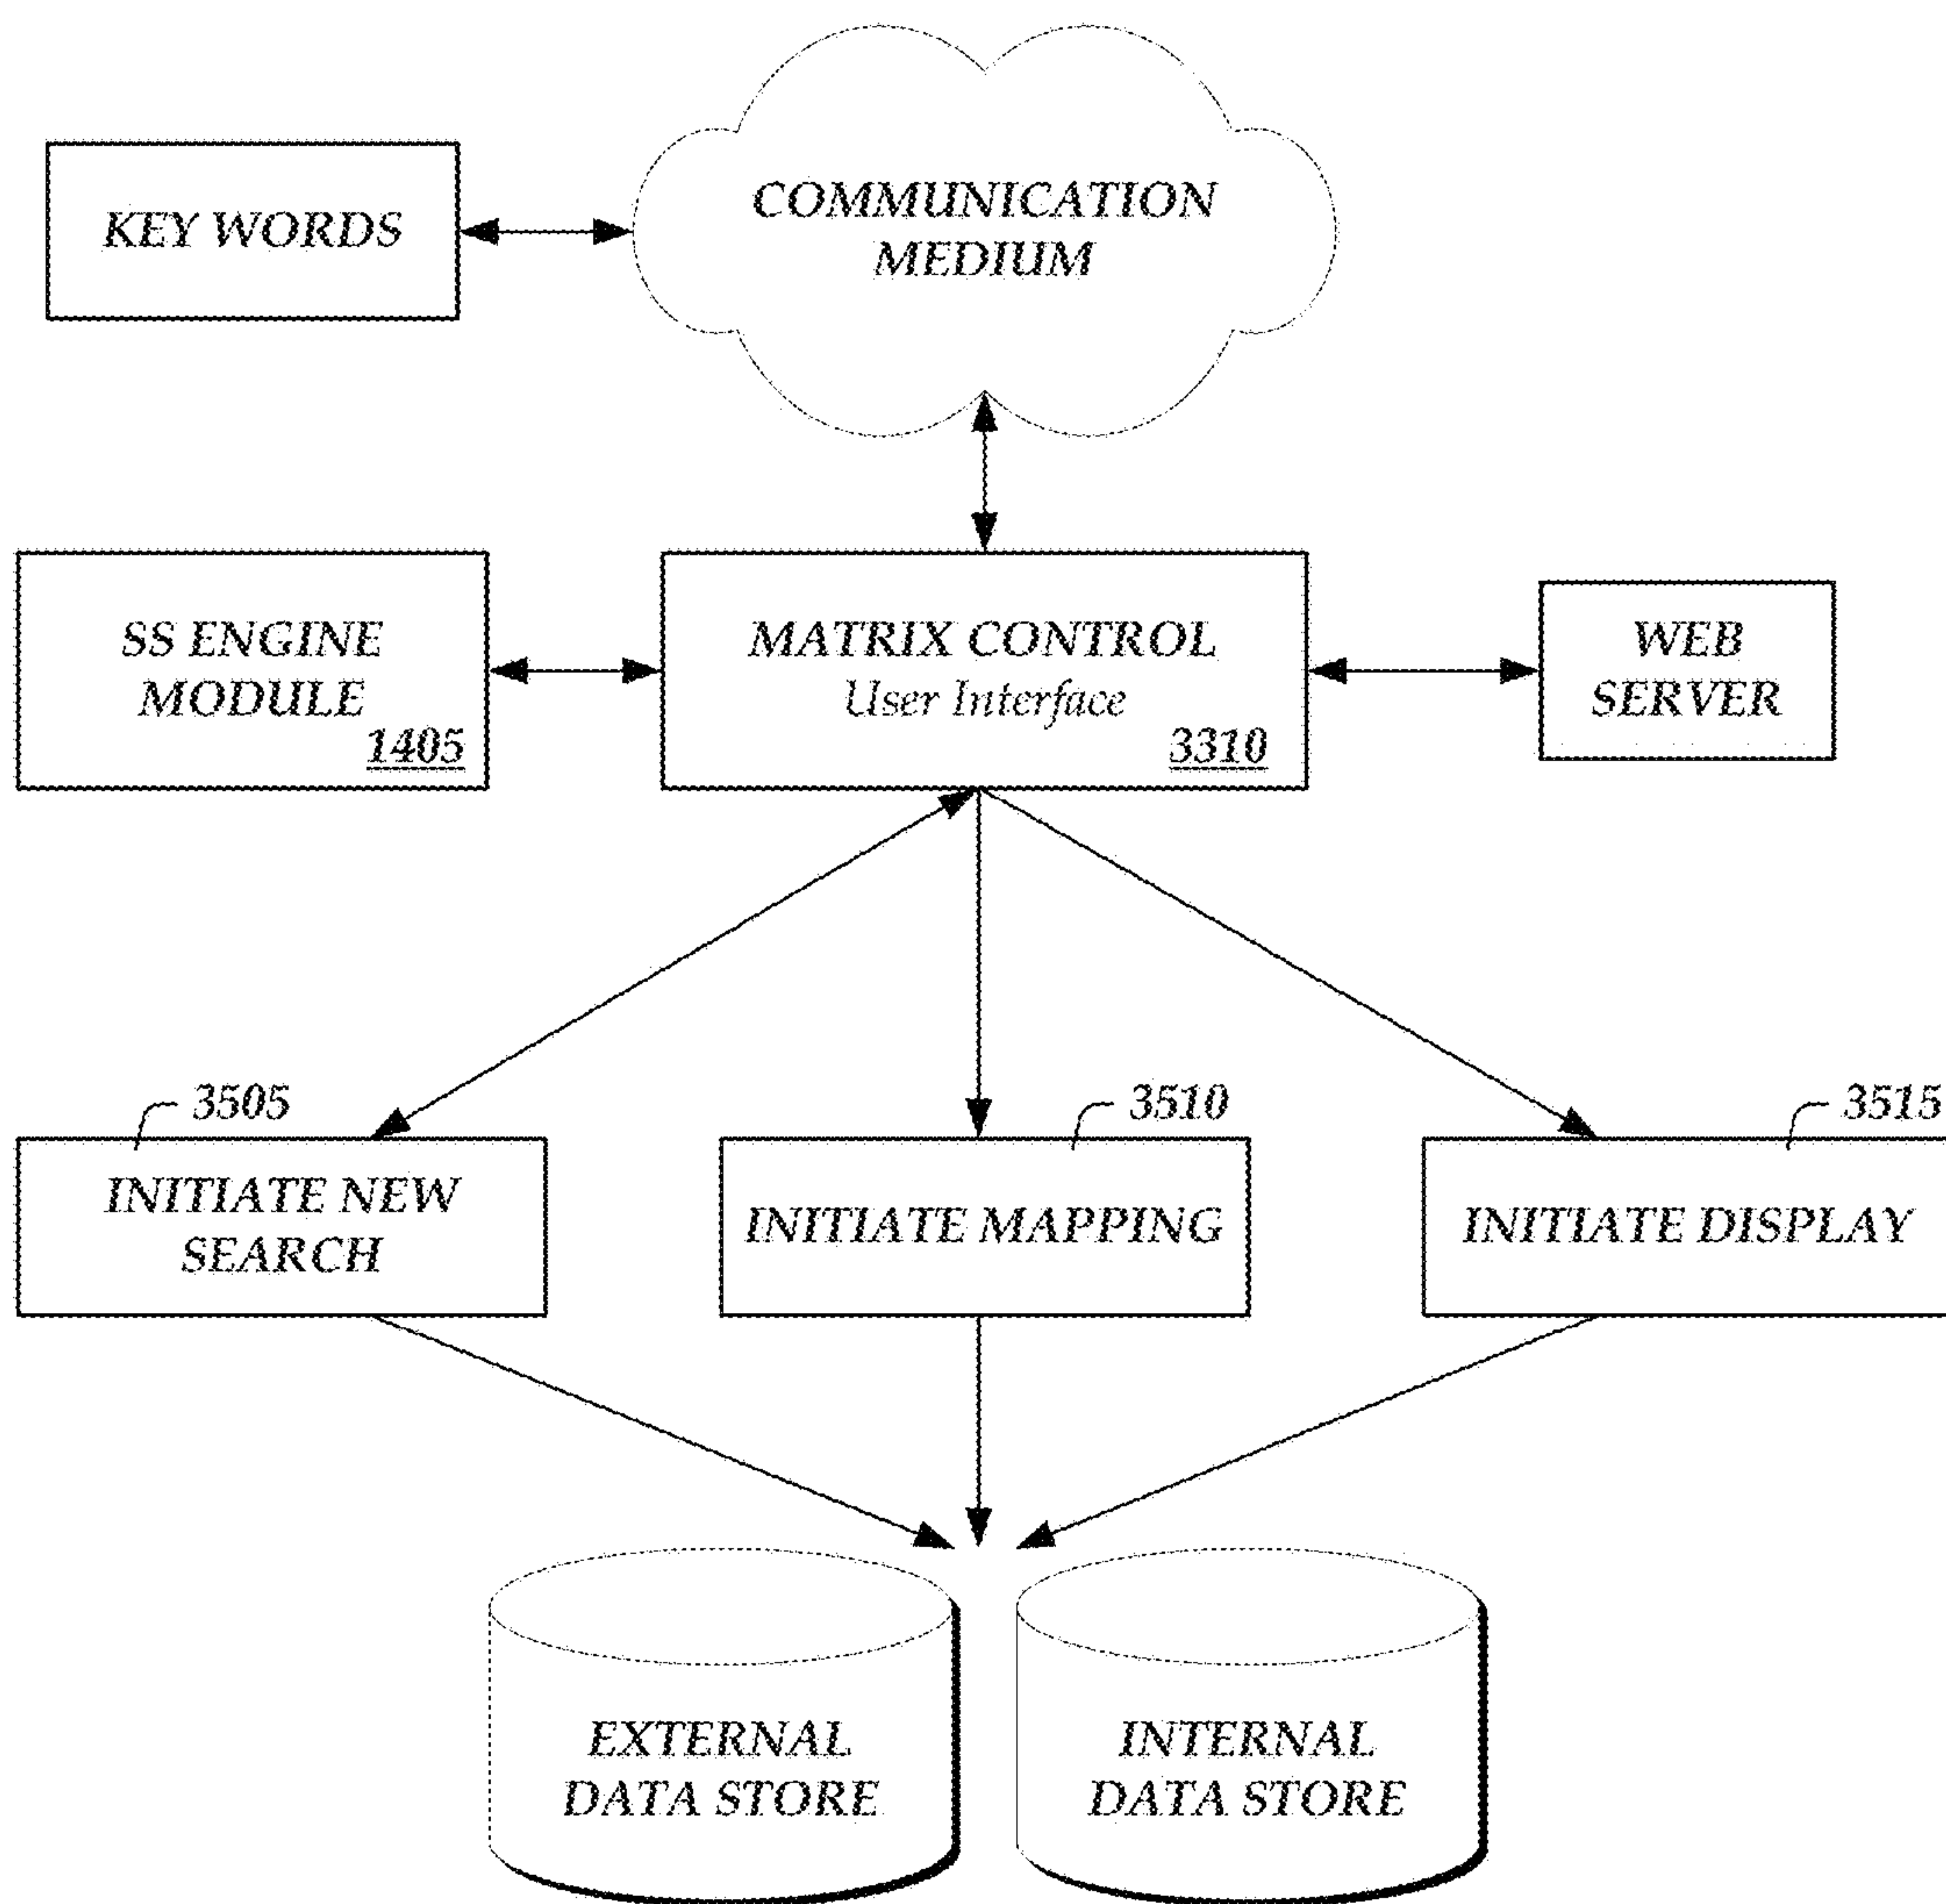 KEY WORDS
COMMUNICATION
MEDIUM
SS ENGINE
MODULE
1405
MATRIX CONTROL
User Interface
3310
WEB
SERVER
3505
INITIATE NEW
SEARCH
3510
INITIATE MAPPING
3515
INITIATE DISPLAY
EXTERNAL
DATA STORE
INTERNAL
DATA STORE